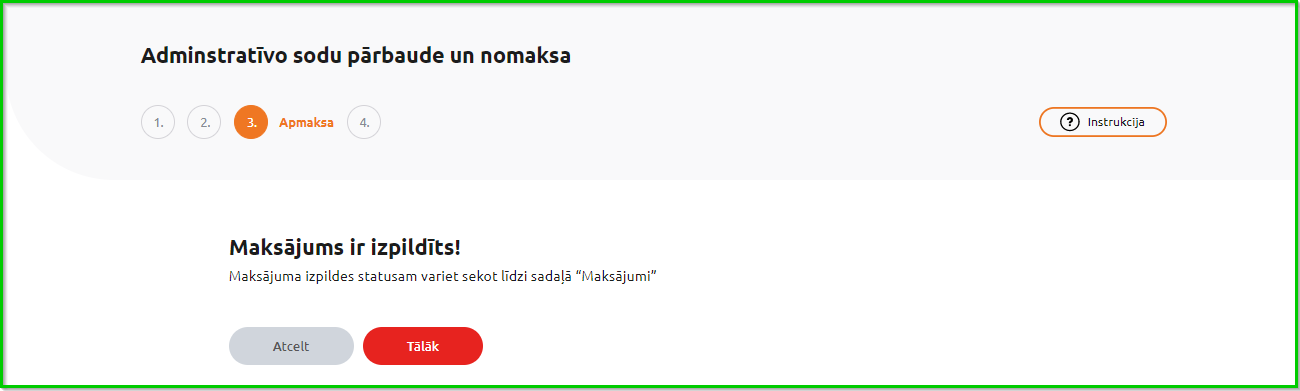 Adminstratīvo sodu pārbaude un nomaksa
1. 2. 3. Apmaksa 4. ? Instrukcija
Maksājums ir izpildīts!
Maksājuma izpildes statusam variet sekot līdzi sadaļā “Maksājumi”
Atcelt Tālāk